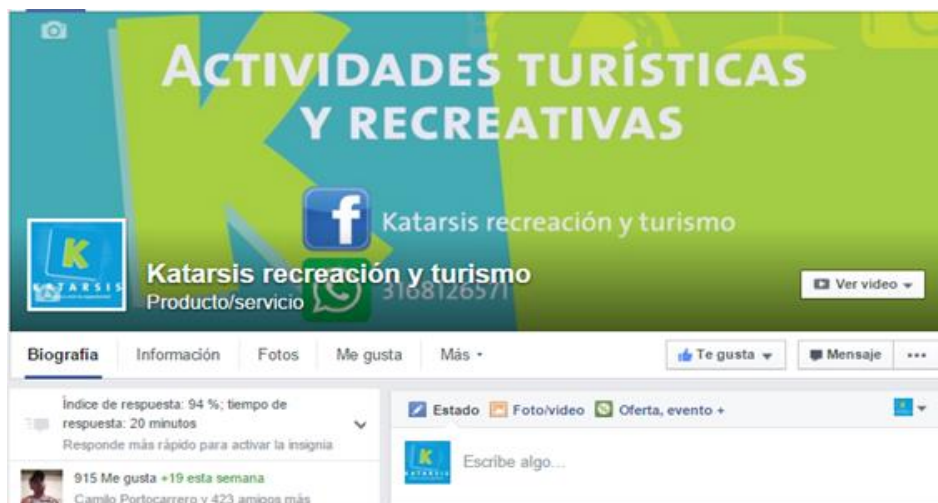 ACTIVIDADES TURÍSTICAS
Y RECREATIVAS
f Katarsis recreación y turismo
K
KATARSIS
Katarsis recreación y turismo
3168126571
Producto/servicio
Ver video
Biografía Información Fotos Me gusta Más
Te gusta Mensaje ...
Índice de respuesta: 94 %; tiempo de
respuesta: 20 minutos
Responde más rápido para activar la insignia
915 Me gusta +19 esta semana
Camilo Portocarrero y 423 amigos más
Estado Foto/video Oferta, evento +
K
KATARSIS
Escribe algo...